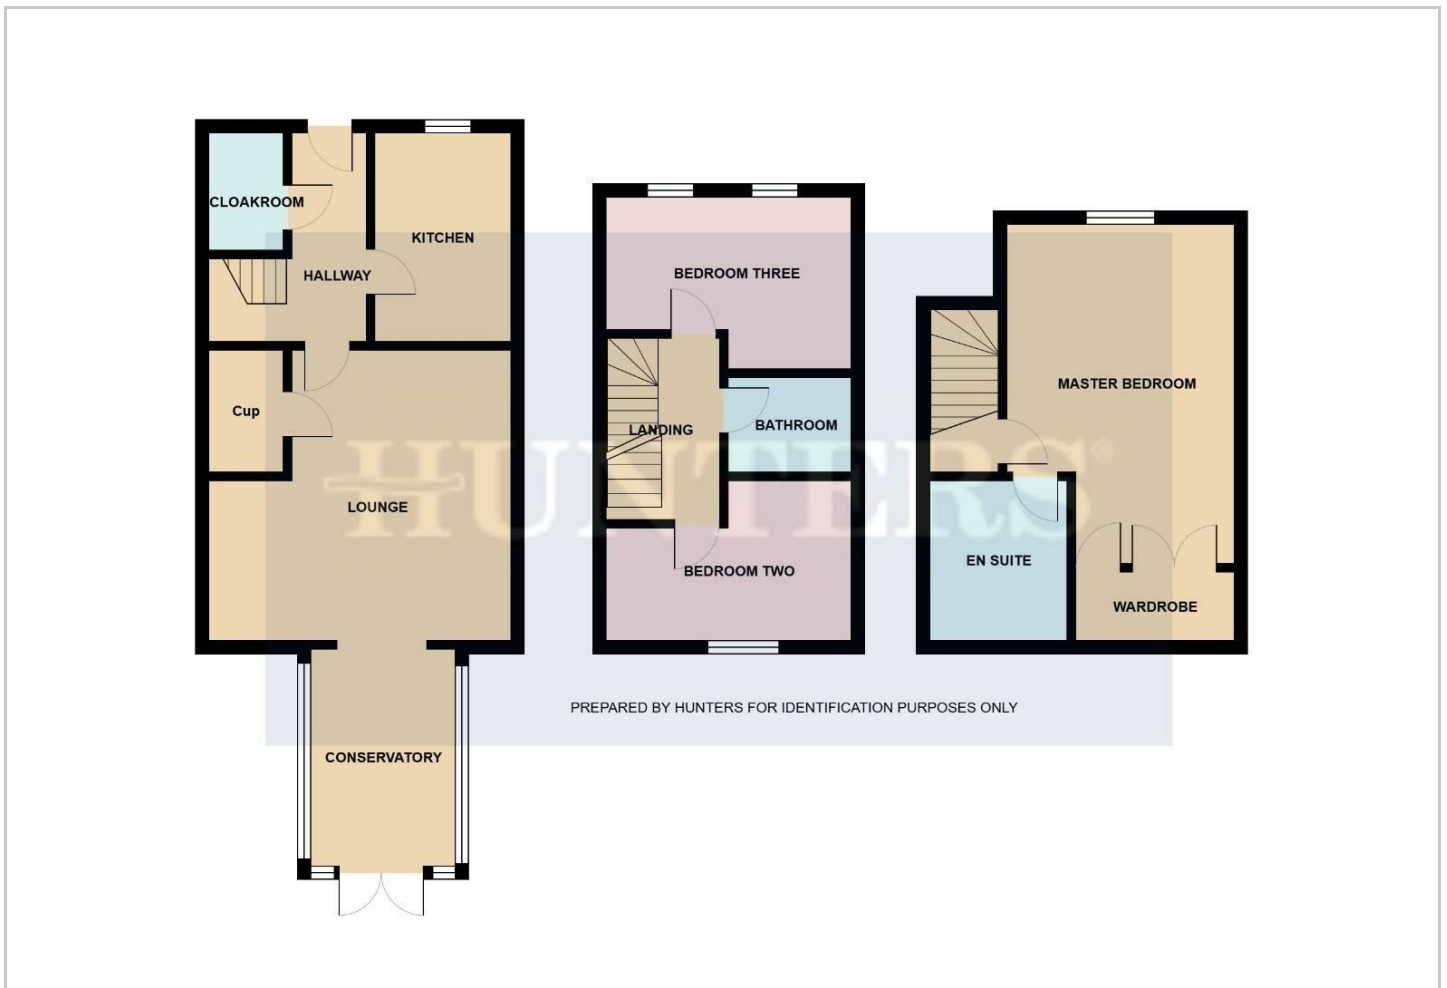 CLOAKROOM
KITCHEN
HALLWAY
Cup
LOUNGE
CONSERVATORY
BEDROOM THREE
LANDING
BATHROOM
BEDROOM TWO
MASTER BEDROOM
EN SUITE
WARDROBE
HUNTERS®
PREPARED BY HUNTERS FOR IDENTIFICATION PURPOSES ONLY